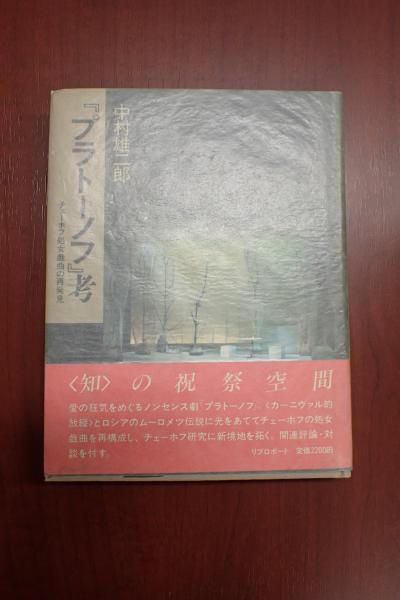 『プラトーノフ』考
チェーホフ処女戯曲の再発見
中村雄二郎
〈知〉の祝祭空間
愛の狂気をめぐるノンセンス劇『プラトーノフ』。〈カーニヴァル的
放縦〉とロシアのムーロメツ伝説に光をあててチェーホフの処女
戯曲を再構成し、チェーホフ研究に新境地を拓く。関連評論・対
談を付す。
リブロポート 定価2200円